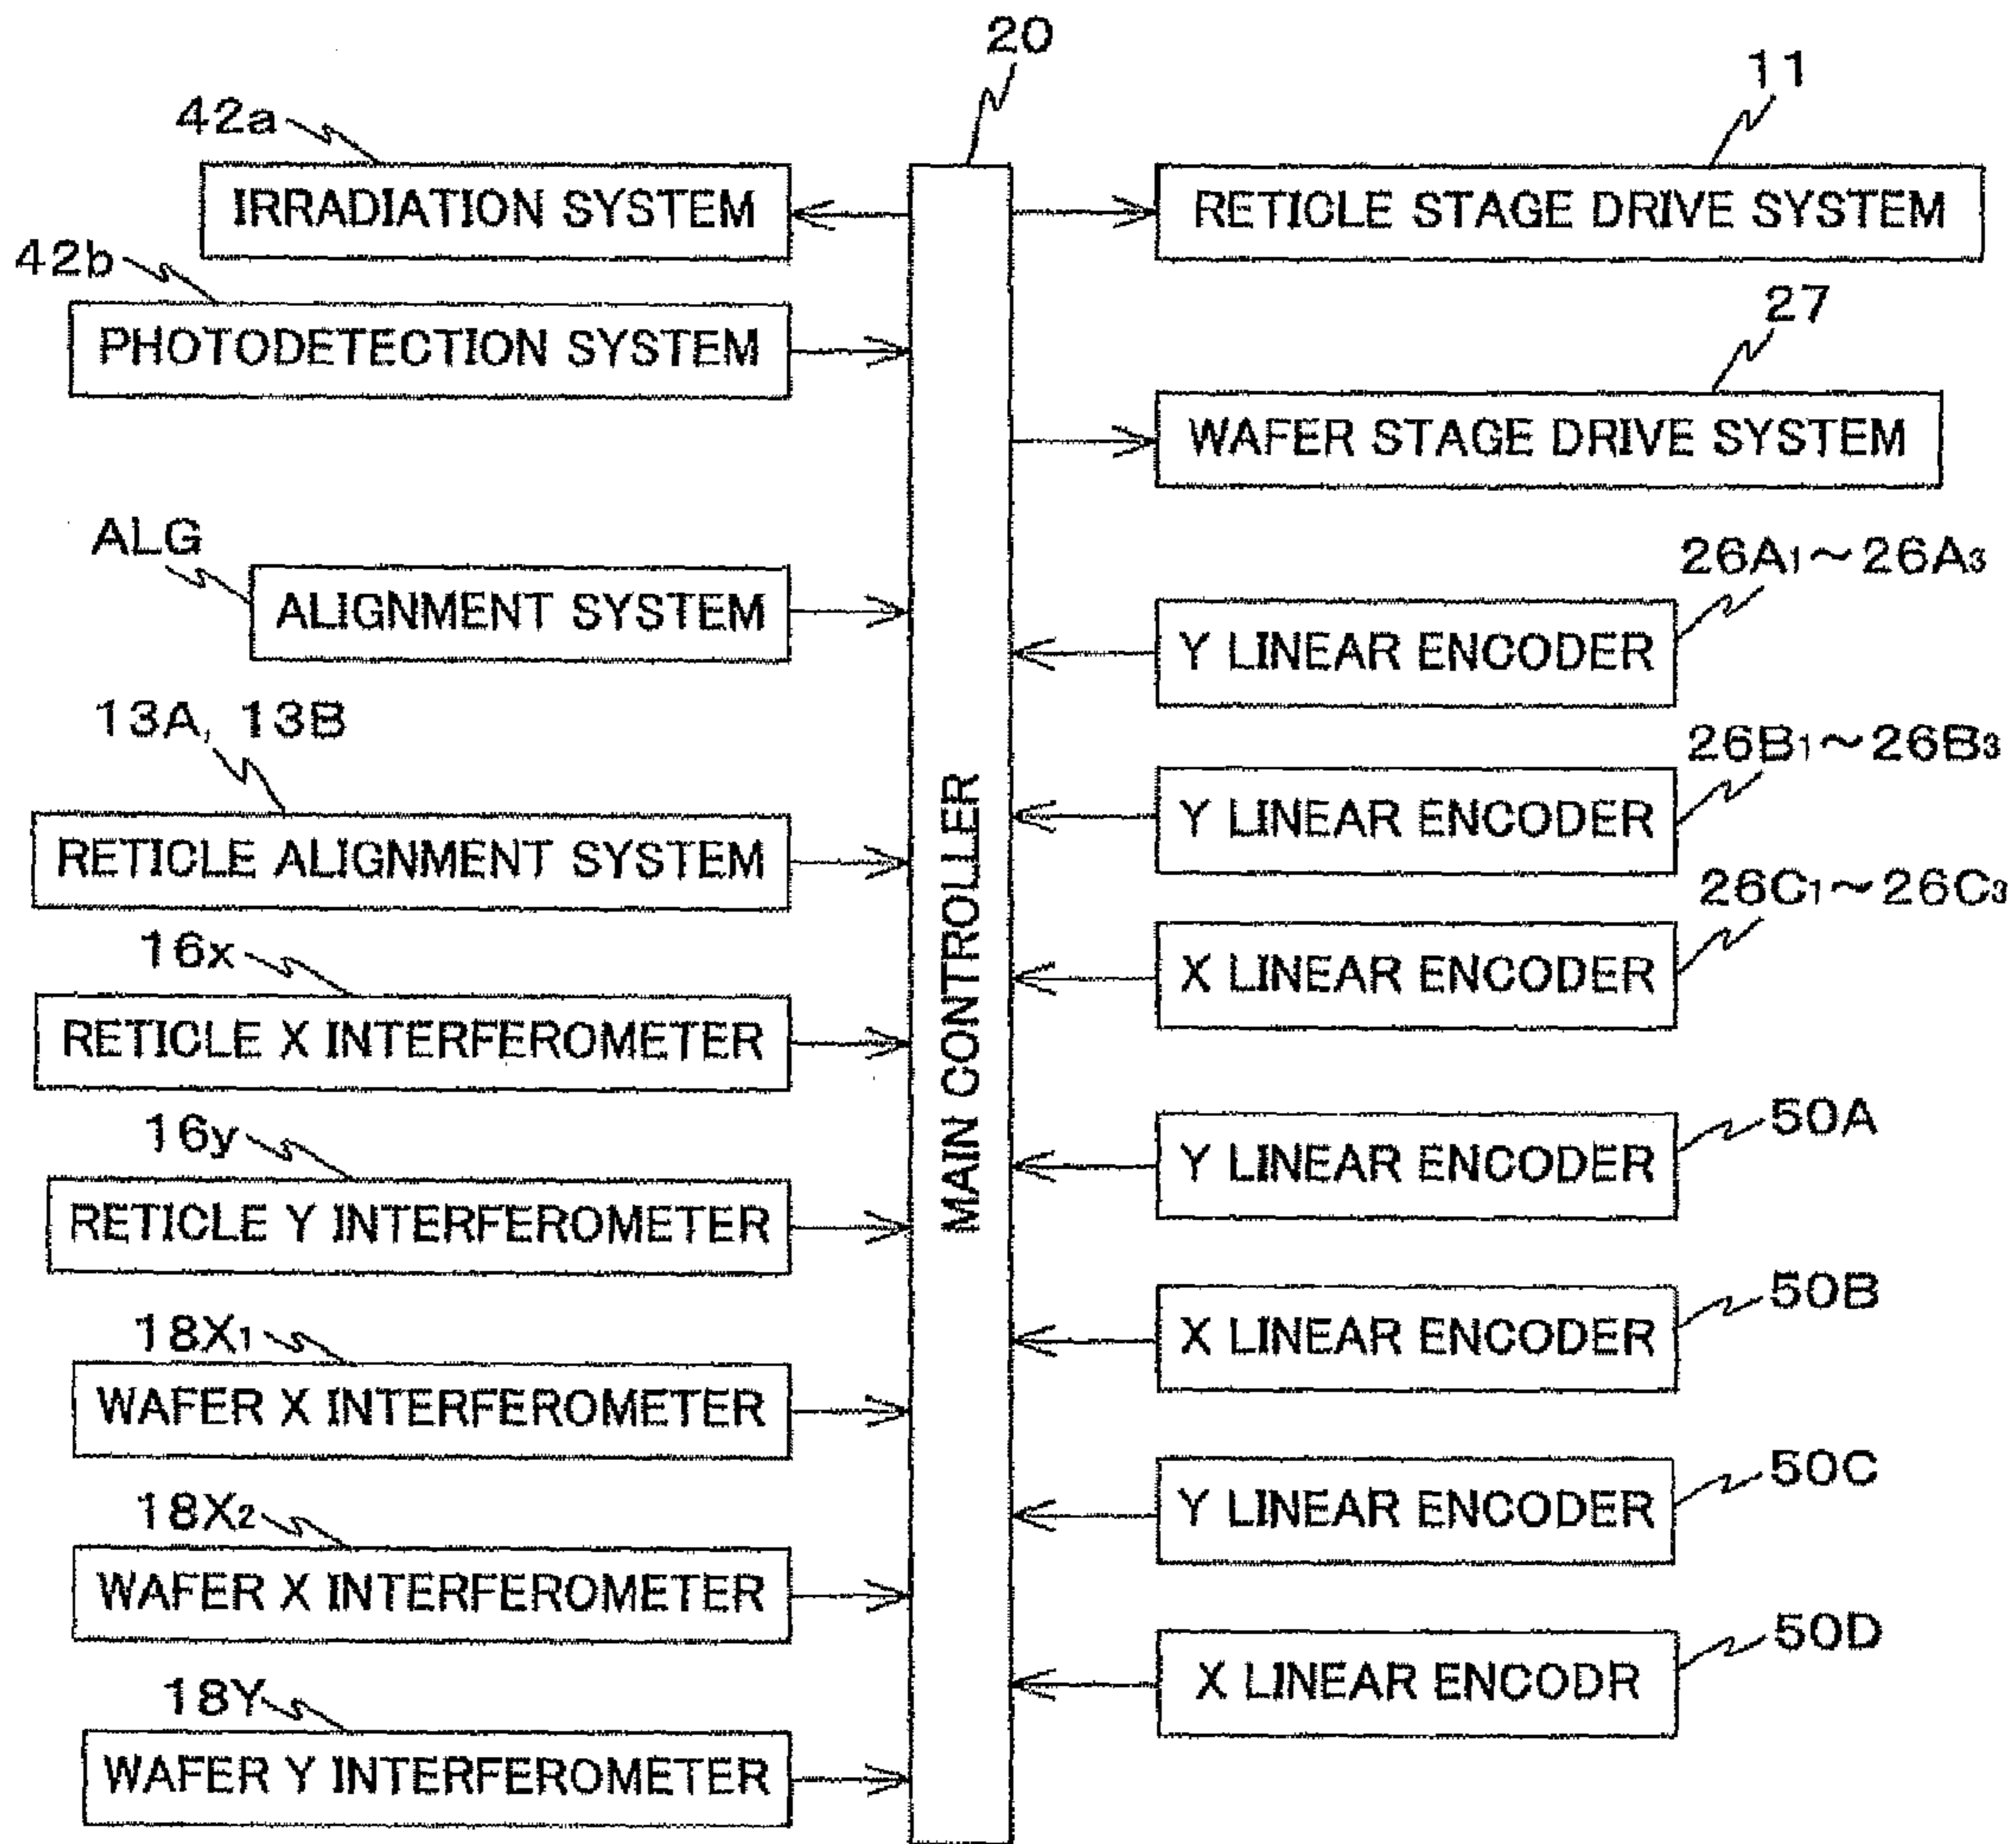 20
42a
IRRADIATION SYSTEM
42b
PHOTODETECTION SYSTEM
ALG
ALIGNMENT SYSTEM
13A, 13B
RETICLE ALIGNMENT SYSTEM
16x
RETICLE X INTERFEROMETER
16y
RETICLE Y INTERFEROMETER
18X1
WAFER X INTERFEROMETER
18X2
WAFER X INTERFEROMETER
18Y
WAFER Y INTERFEROMETER
MAIN CONTROLLER
11
RETICLE STAGE DRIVE SYSTEM
27
WAFER STAGE DRIVE SYSTEM
26A1~26A3
Y LINEAR ENCODER
26B1~26B3
Y LINEAR ENCODER
26C1~26C3
X LINEAR ENCODER
50A
Y LINEAR ENCODER
50B
X LINEAR ENCODER
50C
Y LINEAR ENCODER
50D
X LINEAR ENCODR